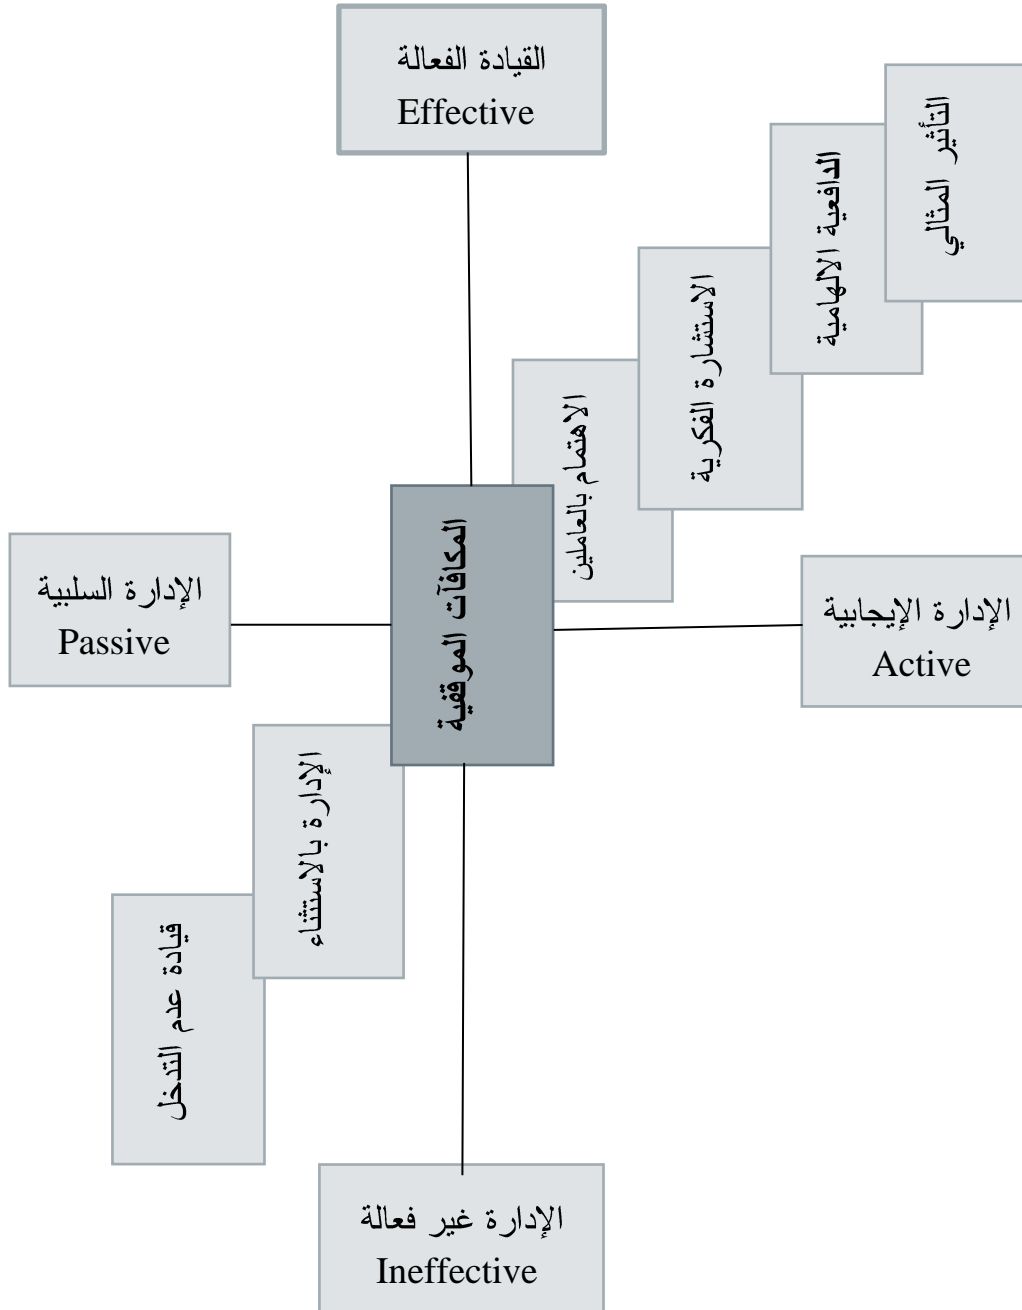 القيادة الفعالة
Effective
التأثير المثالي
الدافعية الالهامية
الاستشارة الفكرية
الاهتمام بالعاملين
المكافآت الموقفية
الإدارة السلبية
Passive
الإدارة الإيجابية
Active
الإدارة بالاستثناء
قيادة عدم التدخل
الإدارة غير فعالة
Ineffective